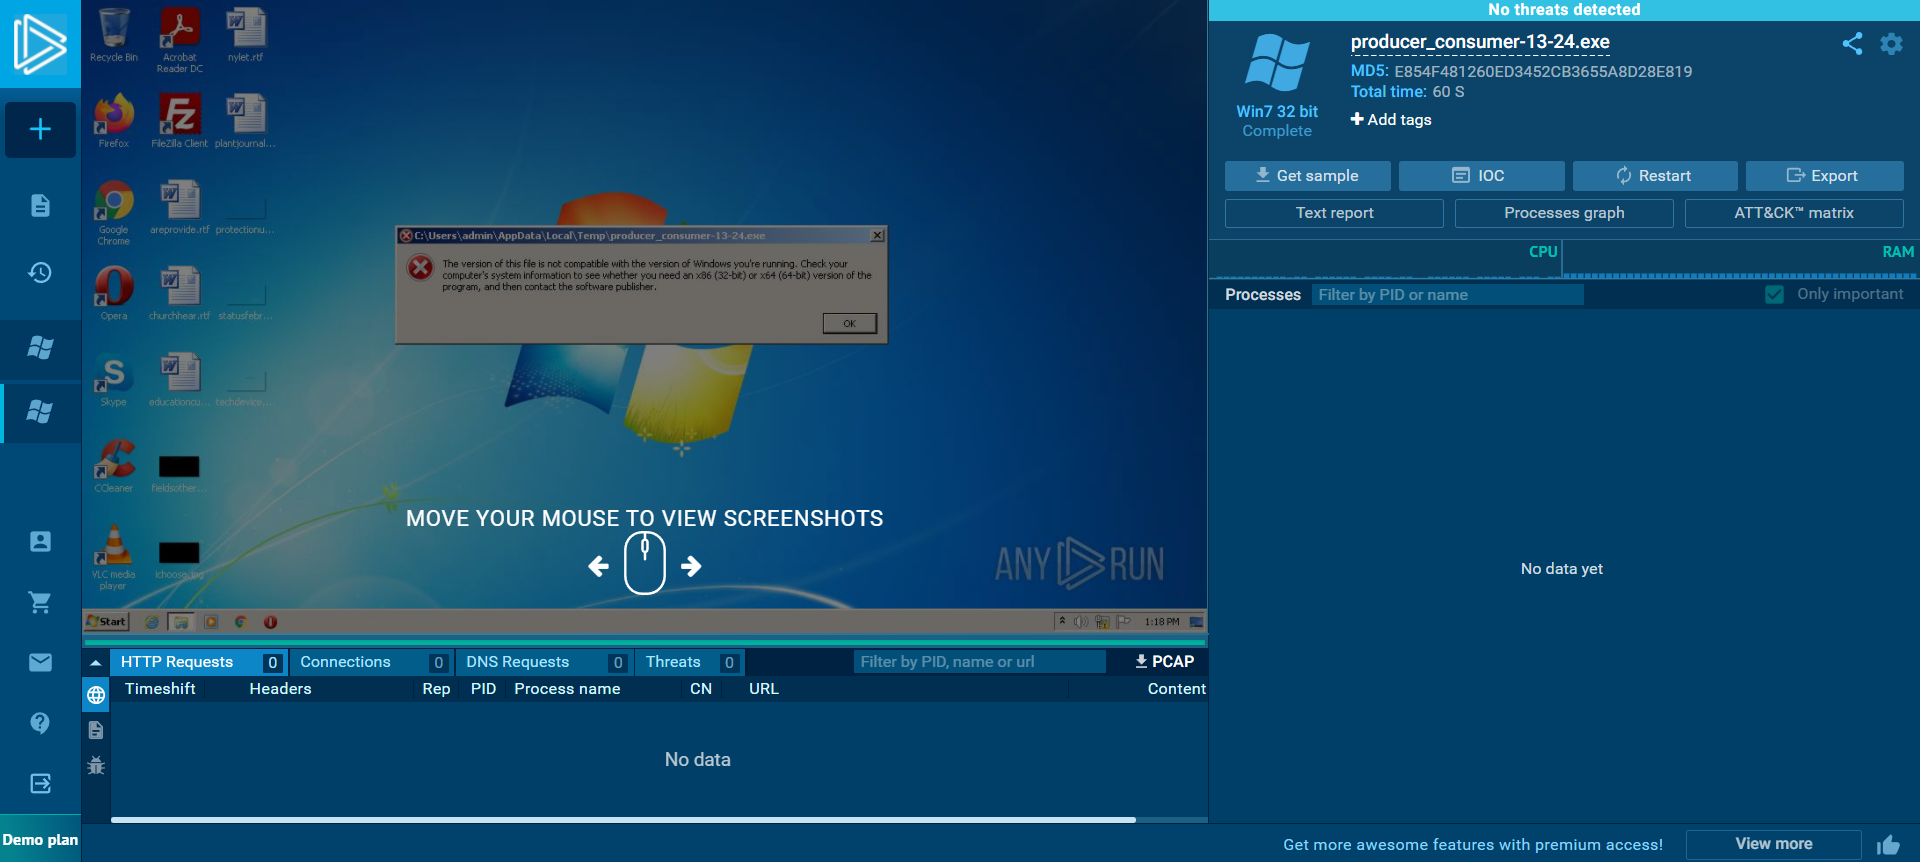 Recycle Bin
Acrobat
Reader DC
nylet.rtf
Firefox
FileZilla Client
plantjournal...
Google
Chrome
areprovide.rtf
protectionu...
Opera
churchhear.rtf
statusfebr...
Skype
educationcu...
techdevice....
CCleaner
fieldsother...
VLC media
player
ichoose.jpg
C:\Users\admin\AppData\Local\Temp\producer_consumer-13-24.exe
The version of this file is not compatible with the version of Windows you're running. Check your
computer's system information to see whether you need an x86 (32-bit) or x64 (64-bit) version of the
program, and then contact the software publisher.
OK
MOVE YOUR MOUSE TO VIEW SCREENSHOTS
ANY RUN
Start
1:18 PM
HTTP Requests 0
Connections 0
DNS Requests 0
Threats 0
Filter by PID, name or url
PCAP
Timeshift Headers Rep PID Process name CN URL Content
No data
Demo plan
No threats detected
producer_consumer-13-24.exe
MD5: E854F481260ED3452CB3655A8D28E819
Total time: 60 S
Add tags
Win7 32 bit
Complete
Get sample
IOC
Restart
Export
Text report
Processes graph
ATT&CK™ matrix
CPU
RAM
Processes
Filter by PID or name
Only important
No data yet
Get more awesome features with premium access!
View more